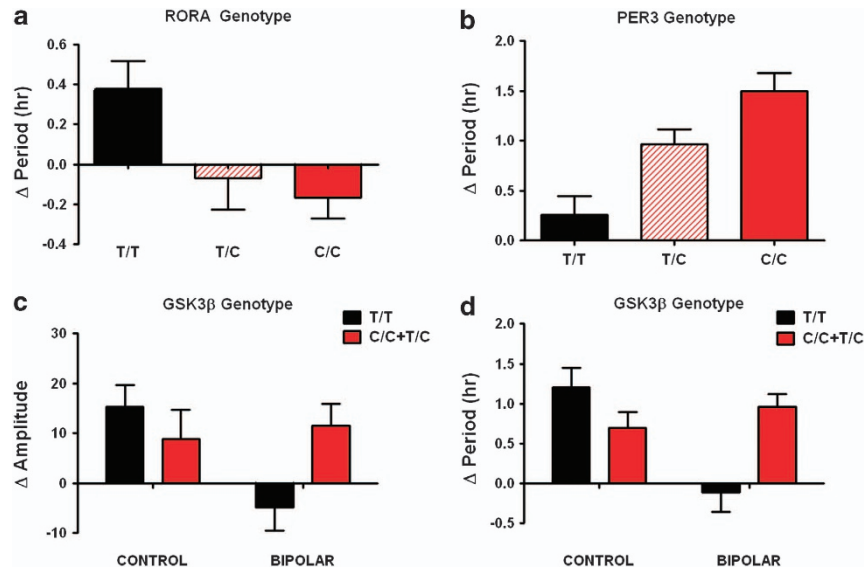 a
RORA Genotype
Δ Period (hr)
0.6
0.4
0.2
0.0
-0.2
-0.4
T/T
T/C
C/C
b
PER3 Genotype
Δ Period (hr)
2.0
1.5
1.0
0.5
0.0
T/T
T/C
C/C
c
GSK3β Genotype
T/T
C/C+T/C
Δ Amplitude
30
20
10
0
-10
CONTROL
BIPOLAR
d
GSK3β Genotype
T/T
C/C+T/C
Δ Period (hr)
2.0
1.5
1.0
0.5
0.0
-0.5
CONTROL
BIPOLAR